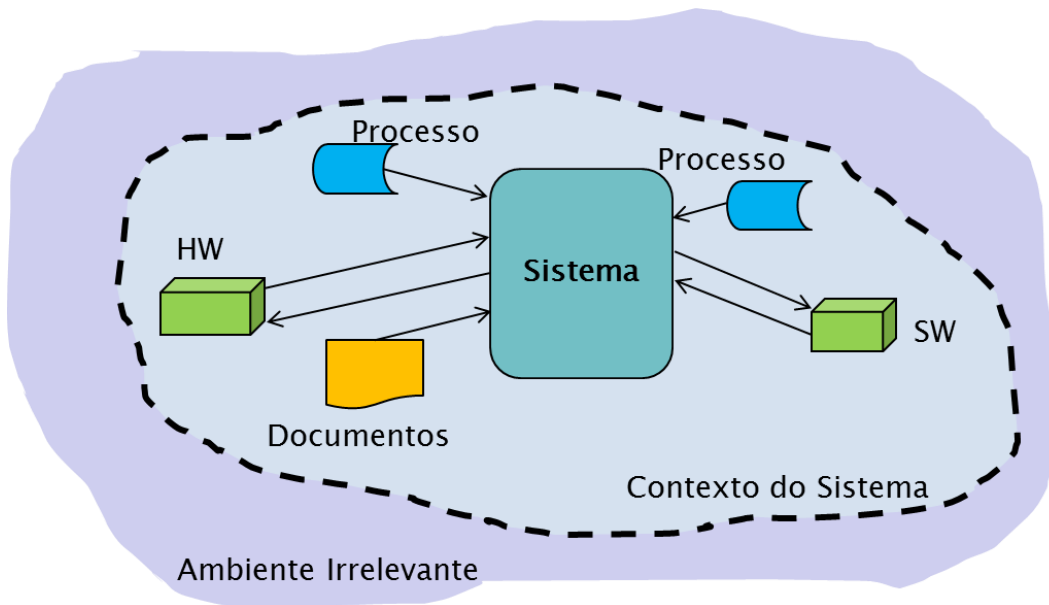 Processo
Processo
HW
Sistema
SW
Documentos
Contexto do Sistema
Ambiente Irrelevante